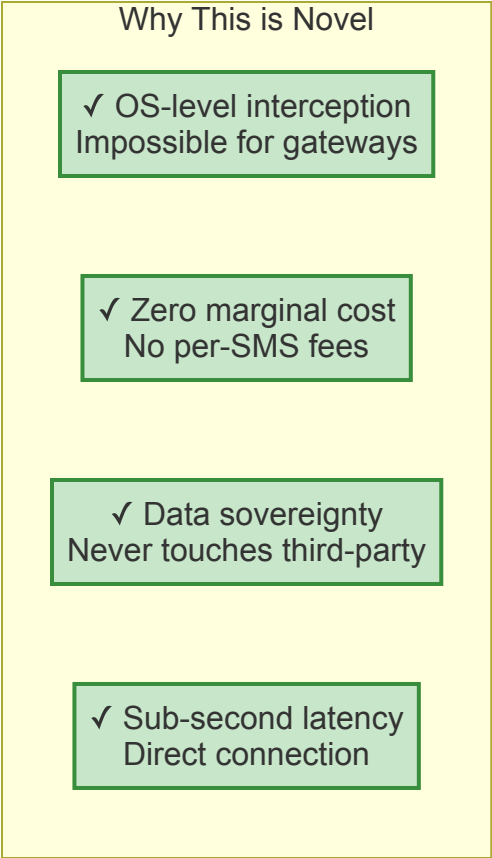 Why This is Novel
✓ OS-level interception
Impossible for gateways
✓ Zero marginal cost
No per-SMS fees
✓ Data sovereignty
Never touches third-party
✓ Sub-second latency
Direct connection